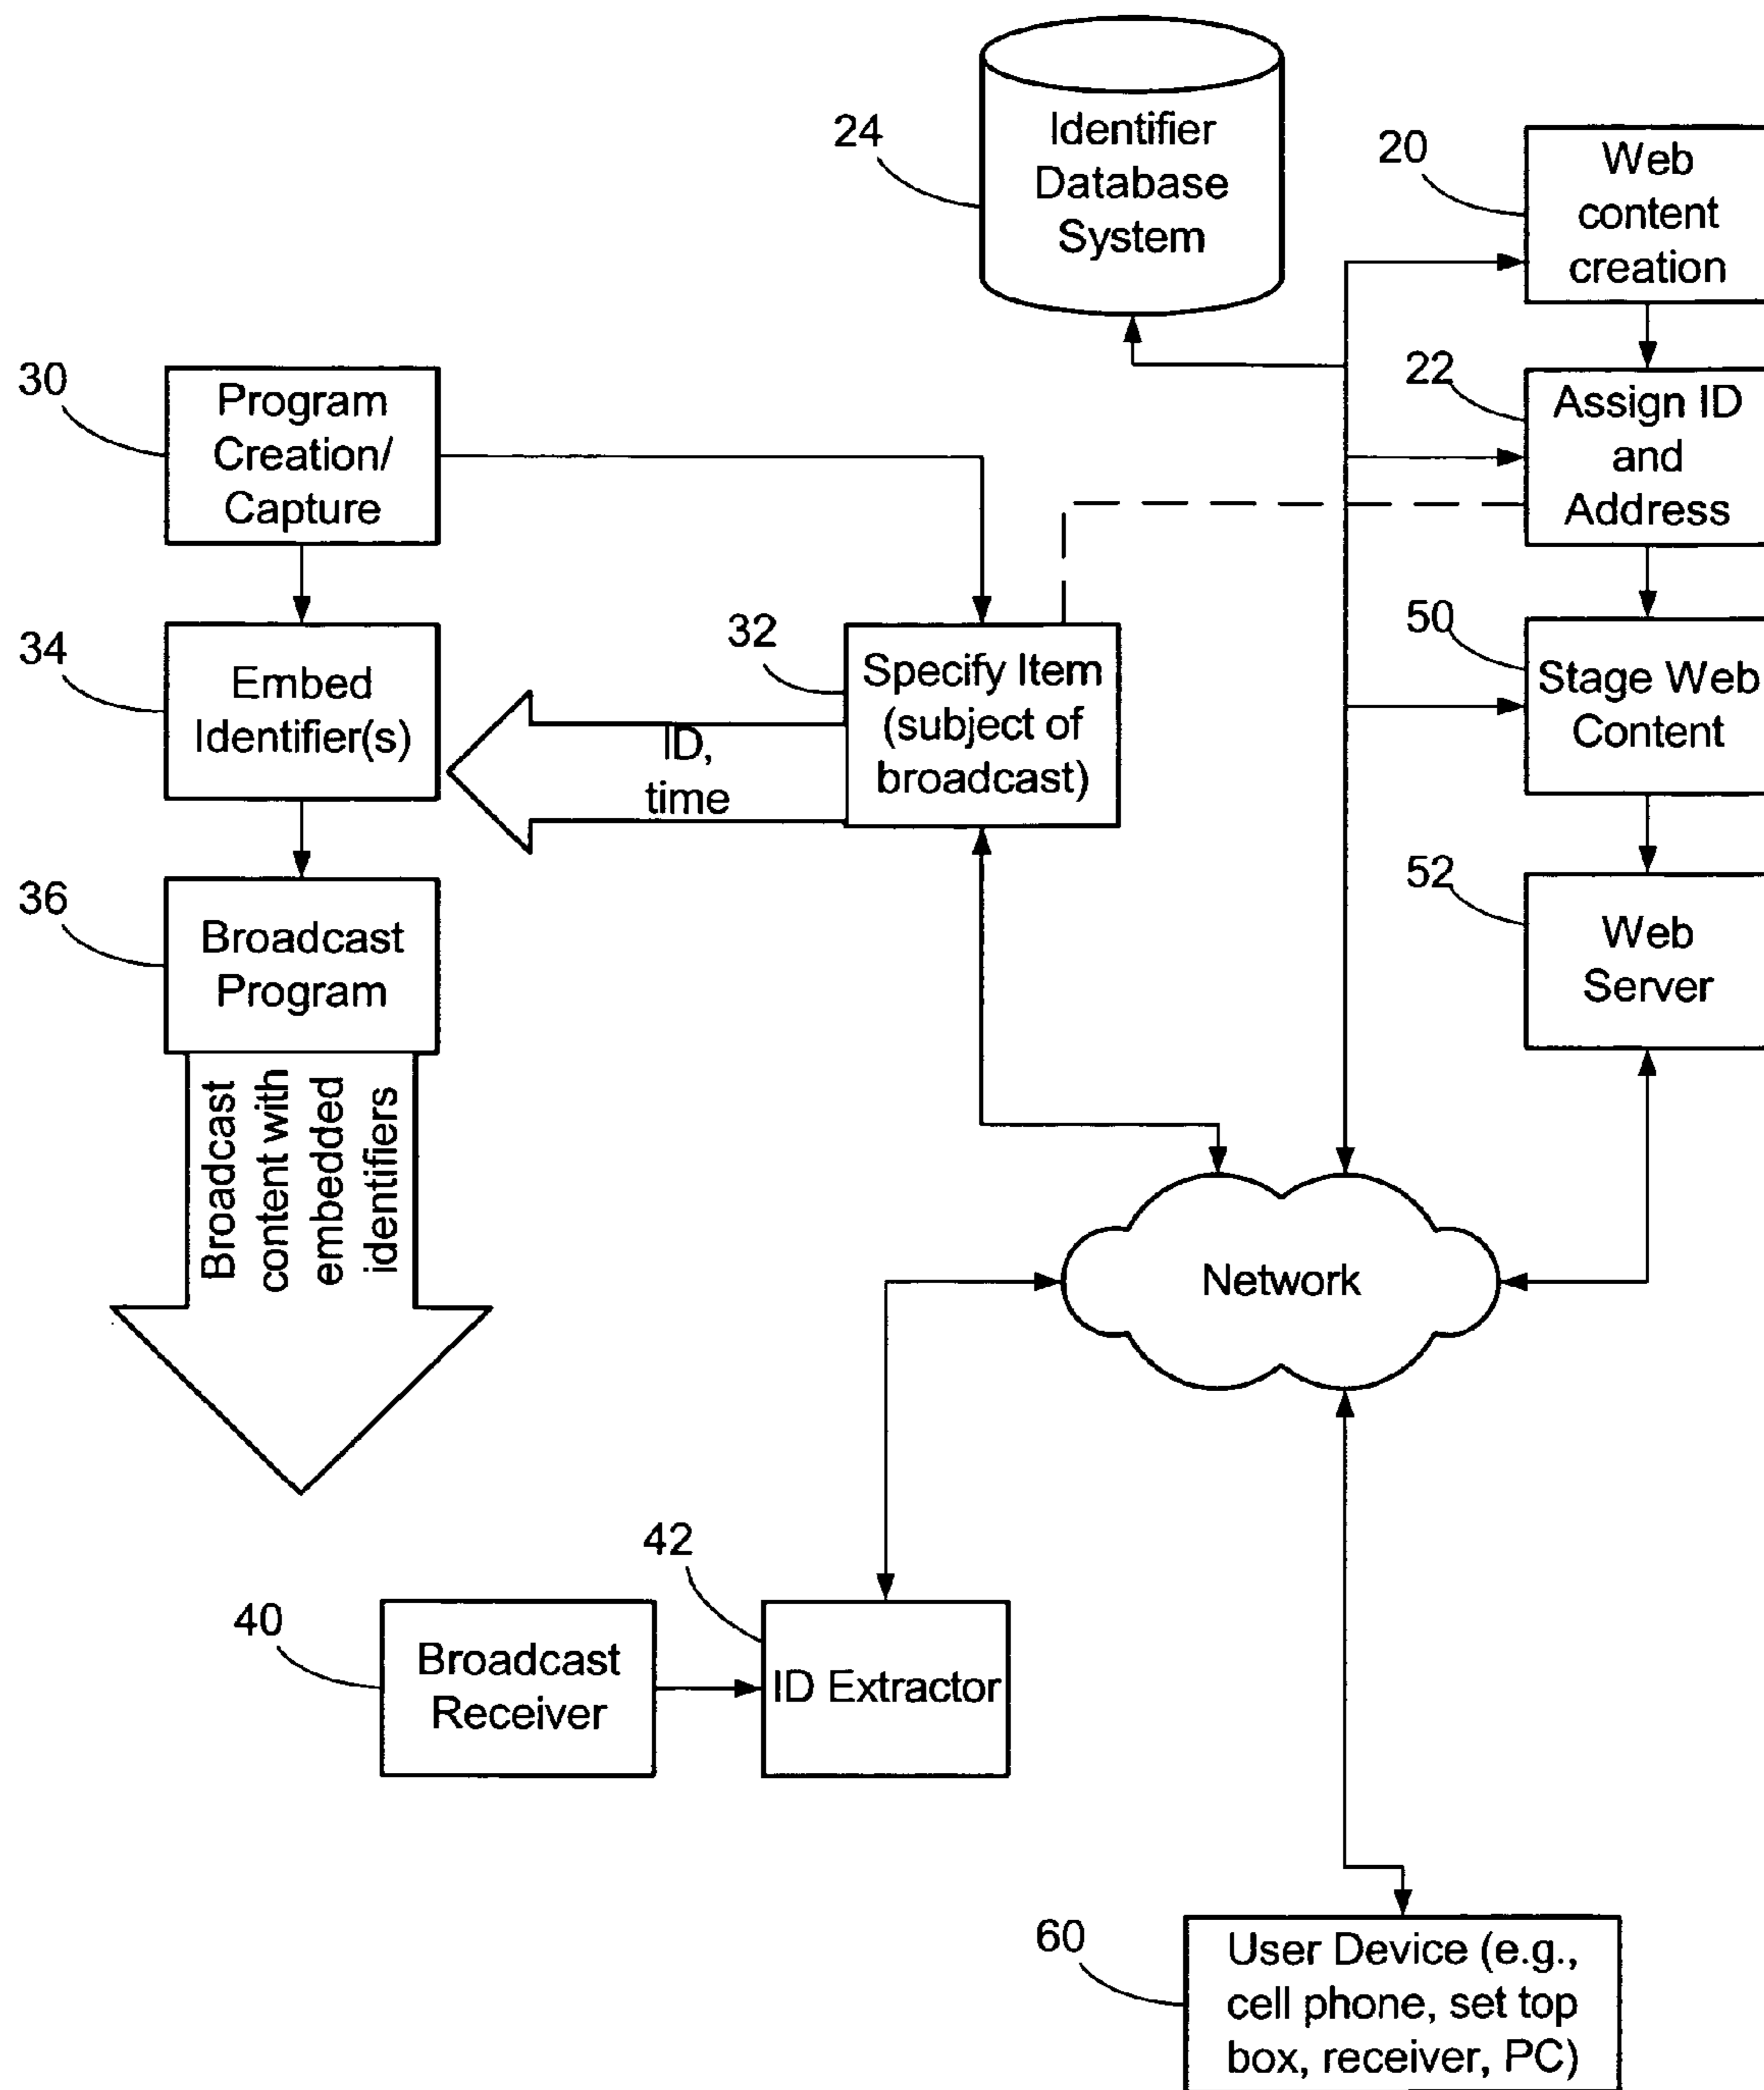 24
Identifier
Database
System
20
Web
content
creation
30
Program
Creation/
Capture
22
Assign ID
and
Address
34
Embed
Identifier(s)
ID,
time
32
Specify Item
(subject of
broadcast)
50
Stage Web
Content
36
Broadcast
Program
52
Web
Server
Broadcast
content with
embedded
identifiers
Network
40
Broadcast
Receiver
42
ID Extractor
60
User Device (e.g.,
cell phone, set top
box, receiver, PC)